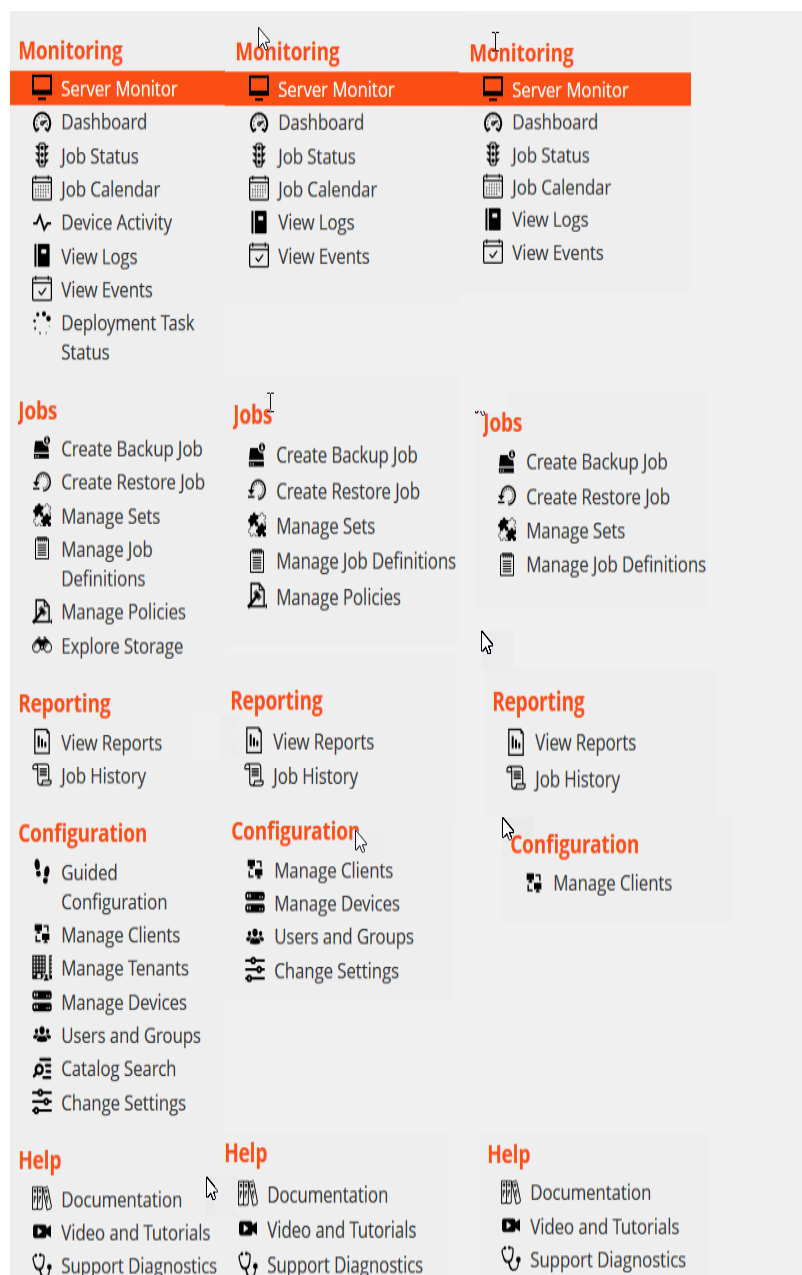 Monitoring
Server Monitor
Dashboard
Job Status
Job Calendar
Device Activity
View Logs
View Events
Deployment Task
Status
Jobs
Create Backup Job
Create Restore Job
Manage Sets
Manage Job
Definitions
Manage Policies
Explore Storage
Reporting
View Reports
Job History
Configuration
Guided
Configuration
Manage Clients
Manage Tenants
Manage Devices
Users and Groups
Catalog Search
Change Settings
Help
Documentation
Video and Tutorials
Support Diagnostics
Monitoring
Server Monitor
Dashboard
Job Status
Job Calendar
View Logs
View Events
Jobs
Create Backup Job
Create Restore Job
Manage Sets
Manage Job Definitions
Manage Policies
Reporting
View Reports
Job History
Configuration
Manage Clients
Manage Devices
Users and Groups
Change Settings
Help
Documentation
Video and Tutorials
Support Diagnostics
Monitoring
Server Monitor
Dashboard
Job Status
Job Calendar
View Logs
View Events
Jobs
Create Backup Job
Create Restore Job
Manage Sets
Manage Job Definitions
Reporting
View Reports
Job History
Configuration
Manage Clients
Help
Documentation
Video and Tutorials
Support Diagnostics